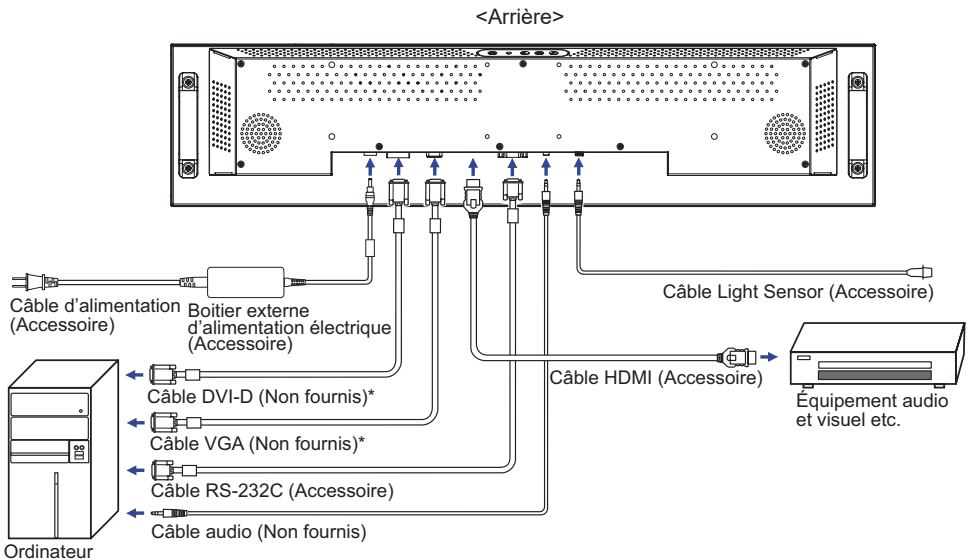 <Arrière>
Câble d'alimentation
(Accessoire)
Boitier externe
d'alimentation électrique
(Accessoire)
Câble Light Sensor (Accessoire)
Câble HDMI (Accessoire)
Équipement audio
et visuel etc.
Câble DVI-D (Non fournis)*
Câble VGA (Non fournis)*
Câble RS-232C (Accessoire)
Câble audio (Non fournis)
Ordinateur